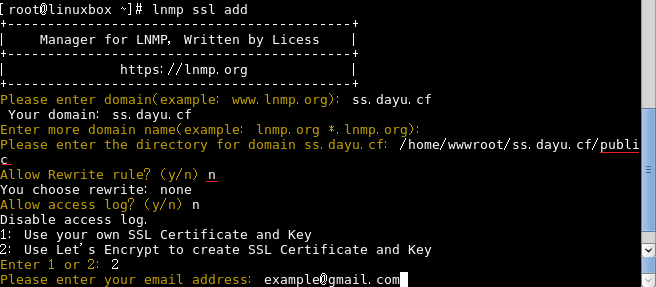 [root@linuxbox ~]# lnmp ssl add
+-------------------------------------------+
|    Manager for LNMP, Written by Licess    |
+-------------------------------------------+
|             https://lnmp.org              |
+-------------------------------------------+
Please enter domain(example: www.lnmp.org): ss.dayu.cf
 Your domain: ss.dayu.cf
Enter more domain name(example: lnmp.org *.lnmp.org):
Please enter the directory for domain ss.dayu.cf: /home/wwwroot/ss.dayu.cf/publi
c
Allow Rewrite rule? (y/n) n
You choose rewrite: none
Allow access log? (y/n) n
Disable access log.
1: Use your own SSL Certificate and Key
2: Use Let's Encrypt to create SSL Certificate and Key
Enter 1 or 2: 2
Please enter your email address: example@gmail.com